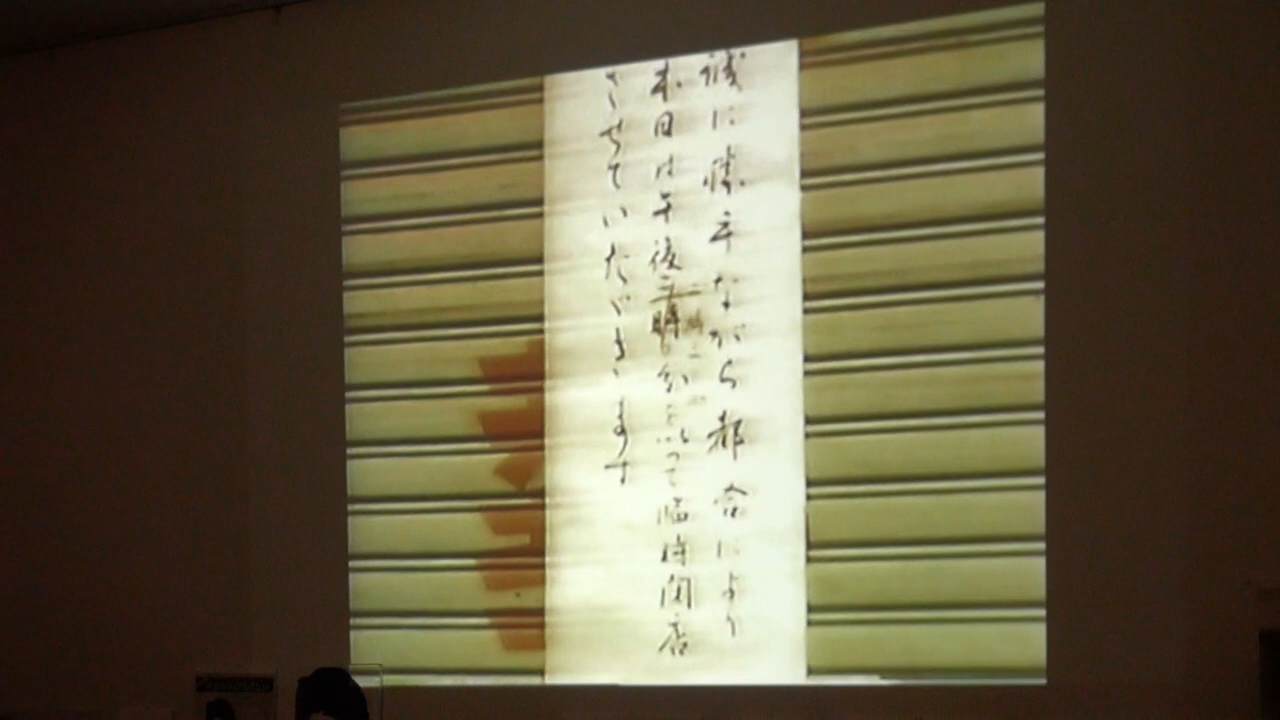 誠に勝手ながら都合により
本日は午後を以って臨時閉店
させていただきます